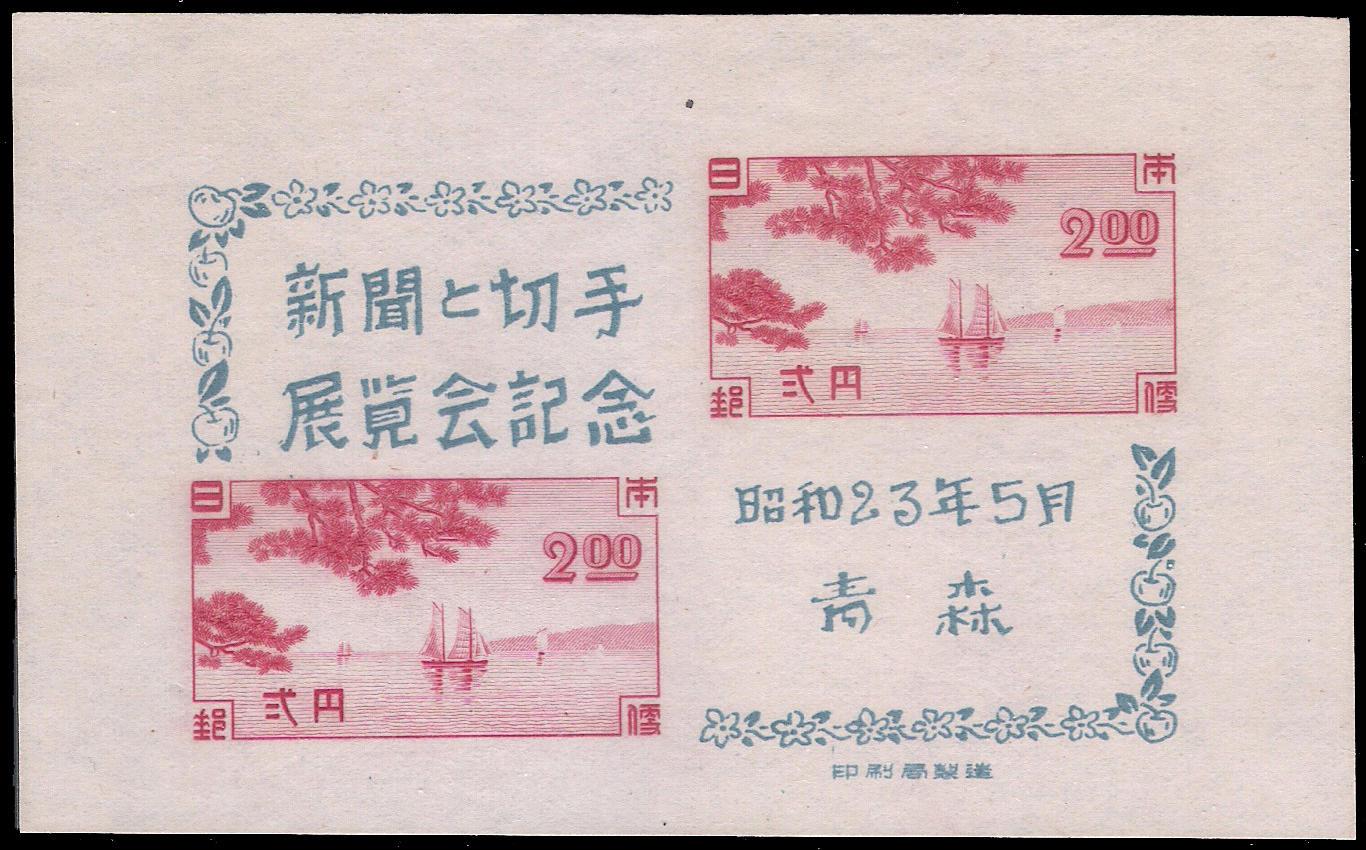 新聞と切手
展覧会記念
日本
2.00
弐円
郵便
日本
2.00
弐円
郵便
昭和23年5月
青森
印刷局製造